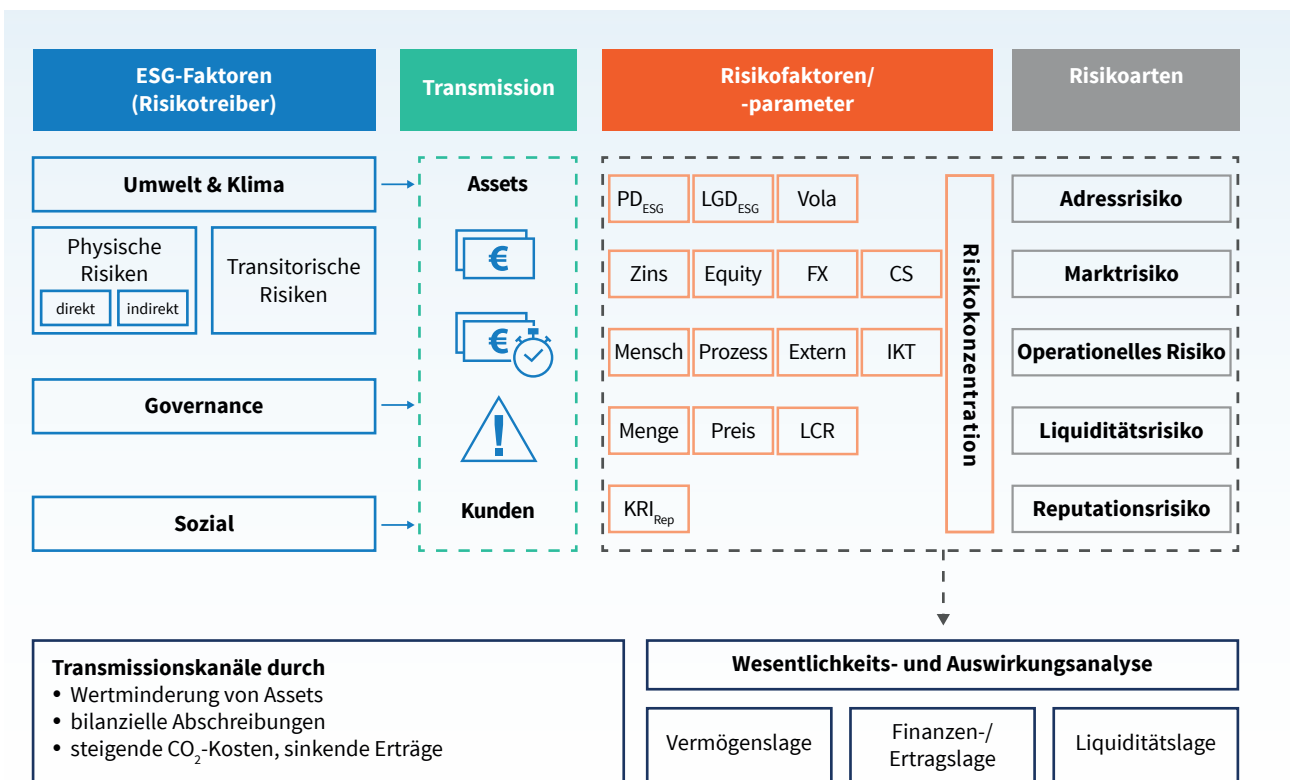 ESG-Faktoren
(Risikotreiber)
Transmission
Risikofaktoren/
-parameter
Risikoarten
Umwelt & Klima
Physische
Risiken
direkt
indirekt
Transitorische
Risiken
Governance
Sozial
Assets
€
€
!
Kunden
PD_ESG
LGD_ESG
Vola
Zins
Equity
FX
CS
Mensch
Prozess
Extern
IKT
Menge
Preis
LCR
KRI_Rep
Risikokonzentration
Adressrisiko
Marktrisiko
Operationelles Risiko
Liquiditätsrisiko
Reputationsrisiko
Transmissionskanäle durch
• Wertminderung von Assets
• bilanzielle Abschreibungen
• steigende CO₂-Kosten, sinkende Erträge
Wesentlichkeits- und Auswirkungsanalyse
Vermögenslage
Finanzen-/
Ertragslage
Liquiditätslage